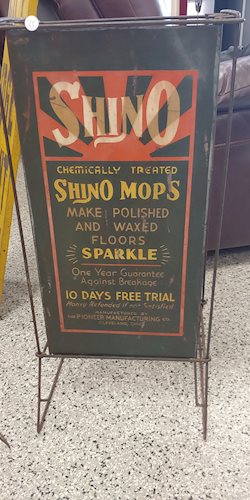 SHINO
CHEMICALLY TREATED
SHINO MOPS
MAKE POLISHED
AND WAXED
FLOORS
SPARKLE
One Year Guarantee
Against Breakage
10 DAYS FREE TRIAL
Money Refunded if not Satisfied
MANUFACTURED BY
THE PIONEER MANUFACTURING CO.
CLEVELAND, OHIO